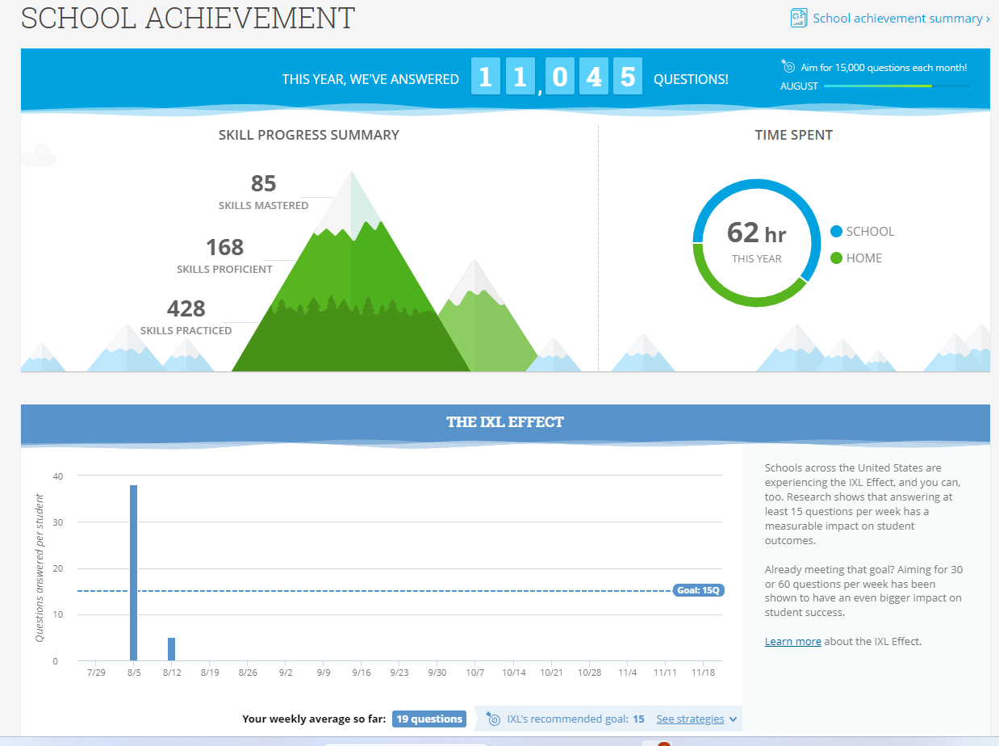 SCHOOL ACHIEVEMENT
School achievement summary ›
THIS YEAR, WE'VE ANSWERED 11,045 QUESTIONS!
Aim for 15,000 questions each month!
AUGUST
SKILL PROGRESS SUMMARY
85
SKILLS MASTERED
168
SKILLS PROFICIENT
428
SKILLS PRACTICED
TIME SPENT
62 hr
THIS YEAR
SCHOOL
HOME
THE IXL EFFECT
Questions answered per student
40
30
20
10
0
Goal: 15Q
7/29 8/5 8/12 8/19 8/26 9/2 9/9 9/16 9/23 9/30 10/7 10/14 10/21 10/28 11/4 11/11 11/18
Your weekly average so far: 19 questions
IXL's recommended goal: 15 See strategies
Schools across the United States are
experiencing the IXL Effect, and you can,
too. Research shows that answering at
least 15 questions per week has a
measurable impact on student
outcomes.
Already meeting that goal? Aiming for 30
or 60 questions per week has been
shown to have an even bigger impact on
student success.
Learn more about the IXL Effect.